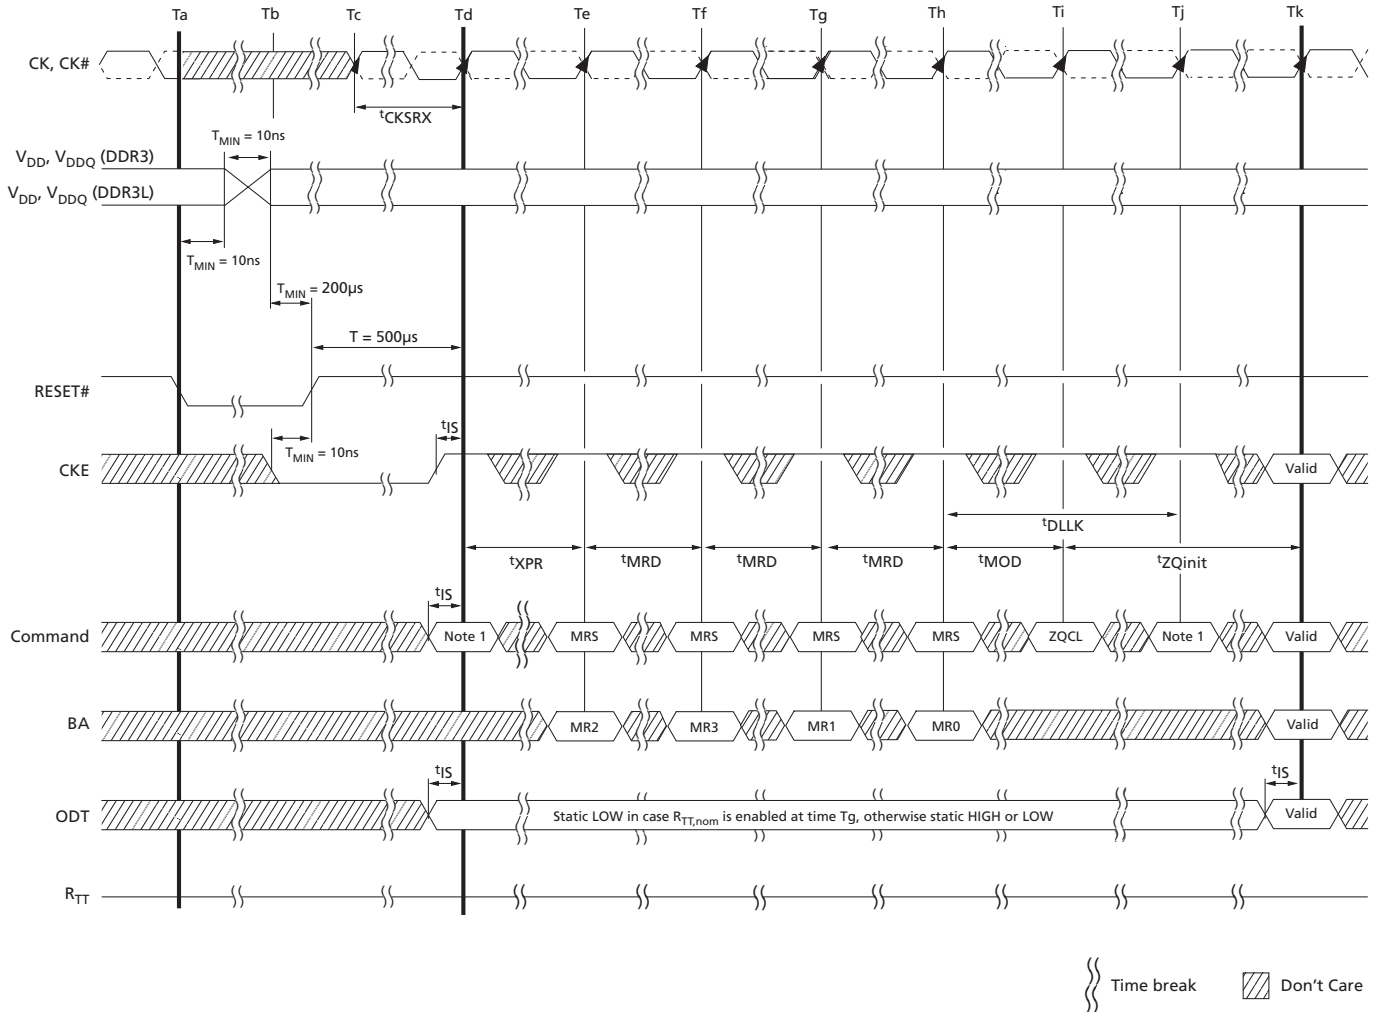 Ta Tb Tc Td Te Tf Tg Th Ti Tj Tk
CK, CK#
tCKSRX
TMIN = 10ns
VDD, VDDQ (DDR3)
VDD, VDDQ (DDR3L)
TMIN = 10ns
TMIN = 200µs
T = 500µs
RESET#
tIS
TMIN = 10ns
CKE
Valid
tDLLK
tXPR tMRD tMRD tMRD tMOD tZQinit
tIS
Command Note 1 MRS MRS MRS MRS ZQCL Note 1 Valid
BA MR2 MR3 MR1 MR0 Valid
tIS tIS
ODT Static LOW in case RTT,nom is enabled at time Tg, otherwise static HIGH or LOW Valid
RTT
Time break Don't Care